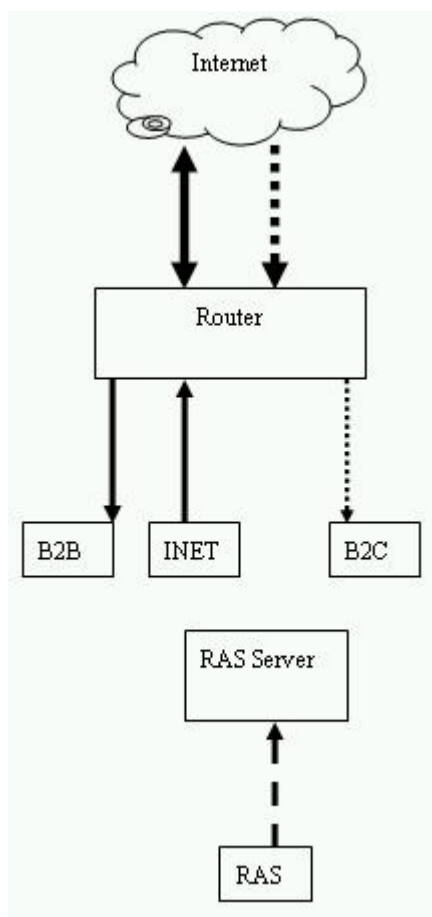 Internet
Router
B2B
INET
B2C
RAS Server
RAS